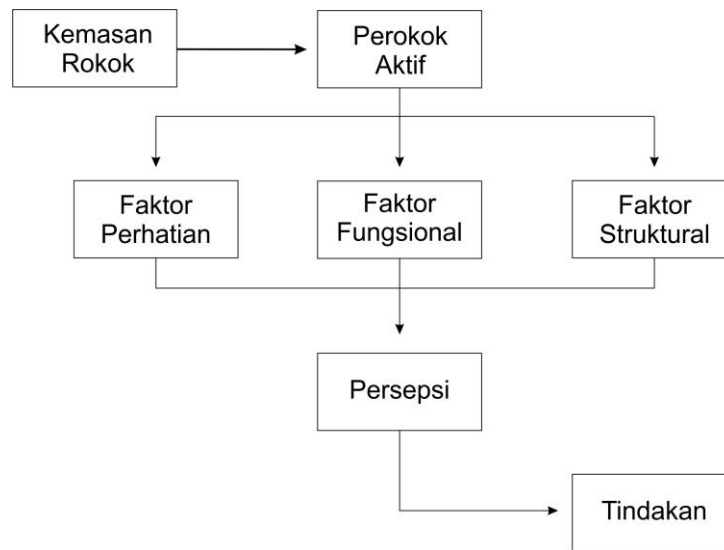 Kemasan
Rokok
Perokok
Aktif
Faktor
Perhatian
Faktor
Fungsional
Faktor
Struktural
Persepsi
Tindakan